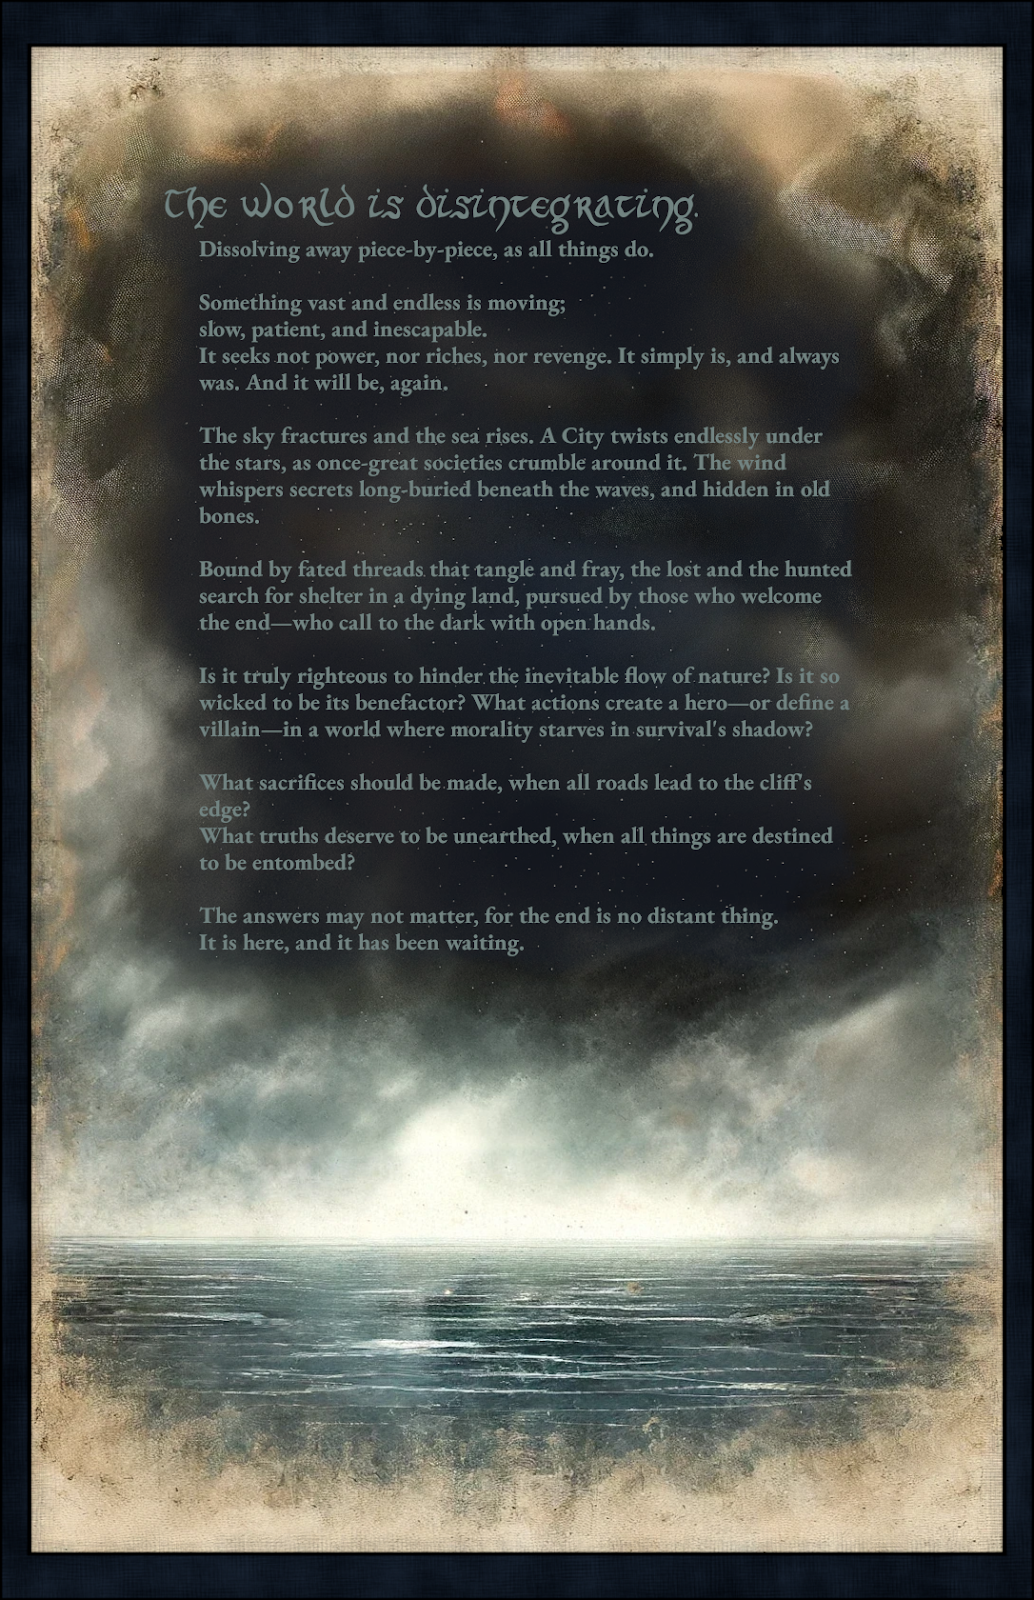 The world is disintegrating.
Dissolving away piece-by-piece, as all things do.
Something vast and endless is moving;
slow, patient, and inescapable.
It seeks not power, nor riches, nor revenge. It simply is, and always
was. And it will be, again.
The sky fractures and the sea rises. A City twists endlessly under
the stars, as once-great societies crumble around it. The wind
whispers secrets long-buried beneath the waves, and hidden in old
bones.
Bound by fated threads that tangle and fray, the lost and the hunted
search for shelter in a dying land, pursued by those who welcome
the end—who call to the dark with open hands.
Is it truly righteous to hinder the inevitable flow of nature? Is it so
wicked to be its benefactor? What actions create a hero—or define a
villain—in a world where morality starves in survival's shadow?
What sacrifices should be made, when all roads lead to the cliff's
edge?
What truths deserve to be unearthed, when all things are destined
to be entombed?
The answers may not matter, for the end is no distant thing.
It is here, and it has been waiting.